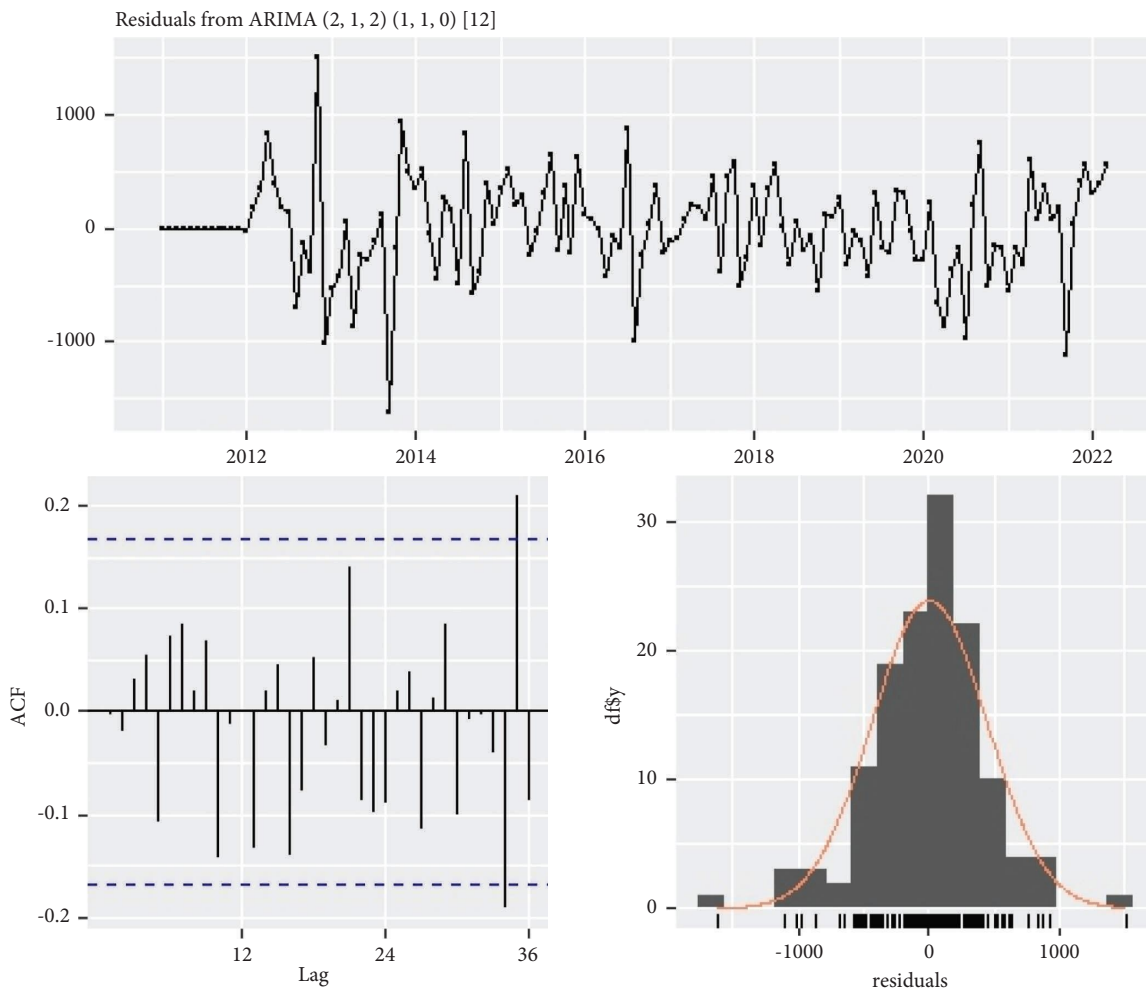 Residuals from ARIMA (2, 1, 2) (1, 1, 0) [12]
1000
0
-1000
2012 2014 2016 2018 2020 2022
0.2
0.1
0.0
-0.1
-0.2
ACF
12 24 36
Lag
30
20
10
0
df$y
-1000 0 1000
residuals